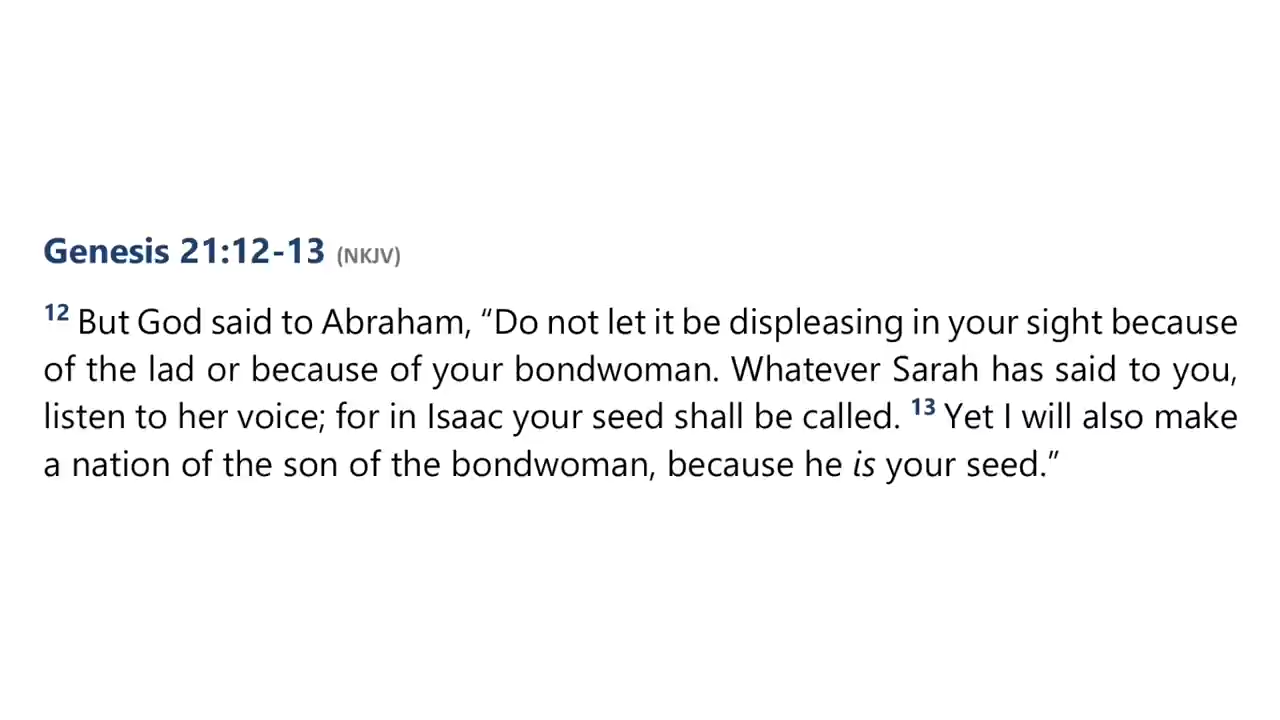 Genesis 21:12-13 (NKJV)
12 But God said to Abraham, “Do not let it be displeasing in your sight because
of the lad or because of your bondwoman. Whatever Sarah has said to you,
listen to her voice; for in Isaac your seed shall be called. 13 Yet I will also make
a nation of the son of the bondwoman, because he is your seed.”